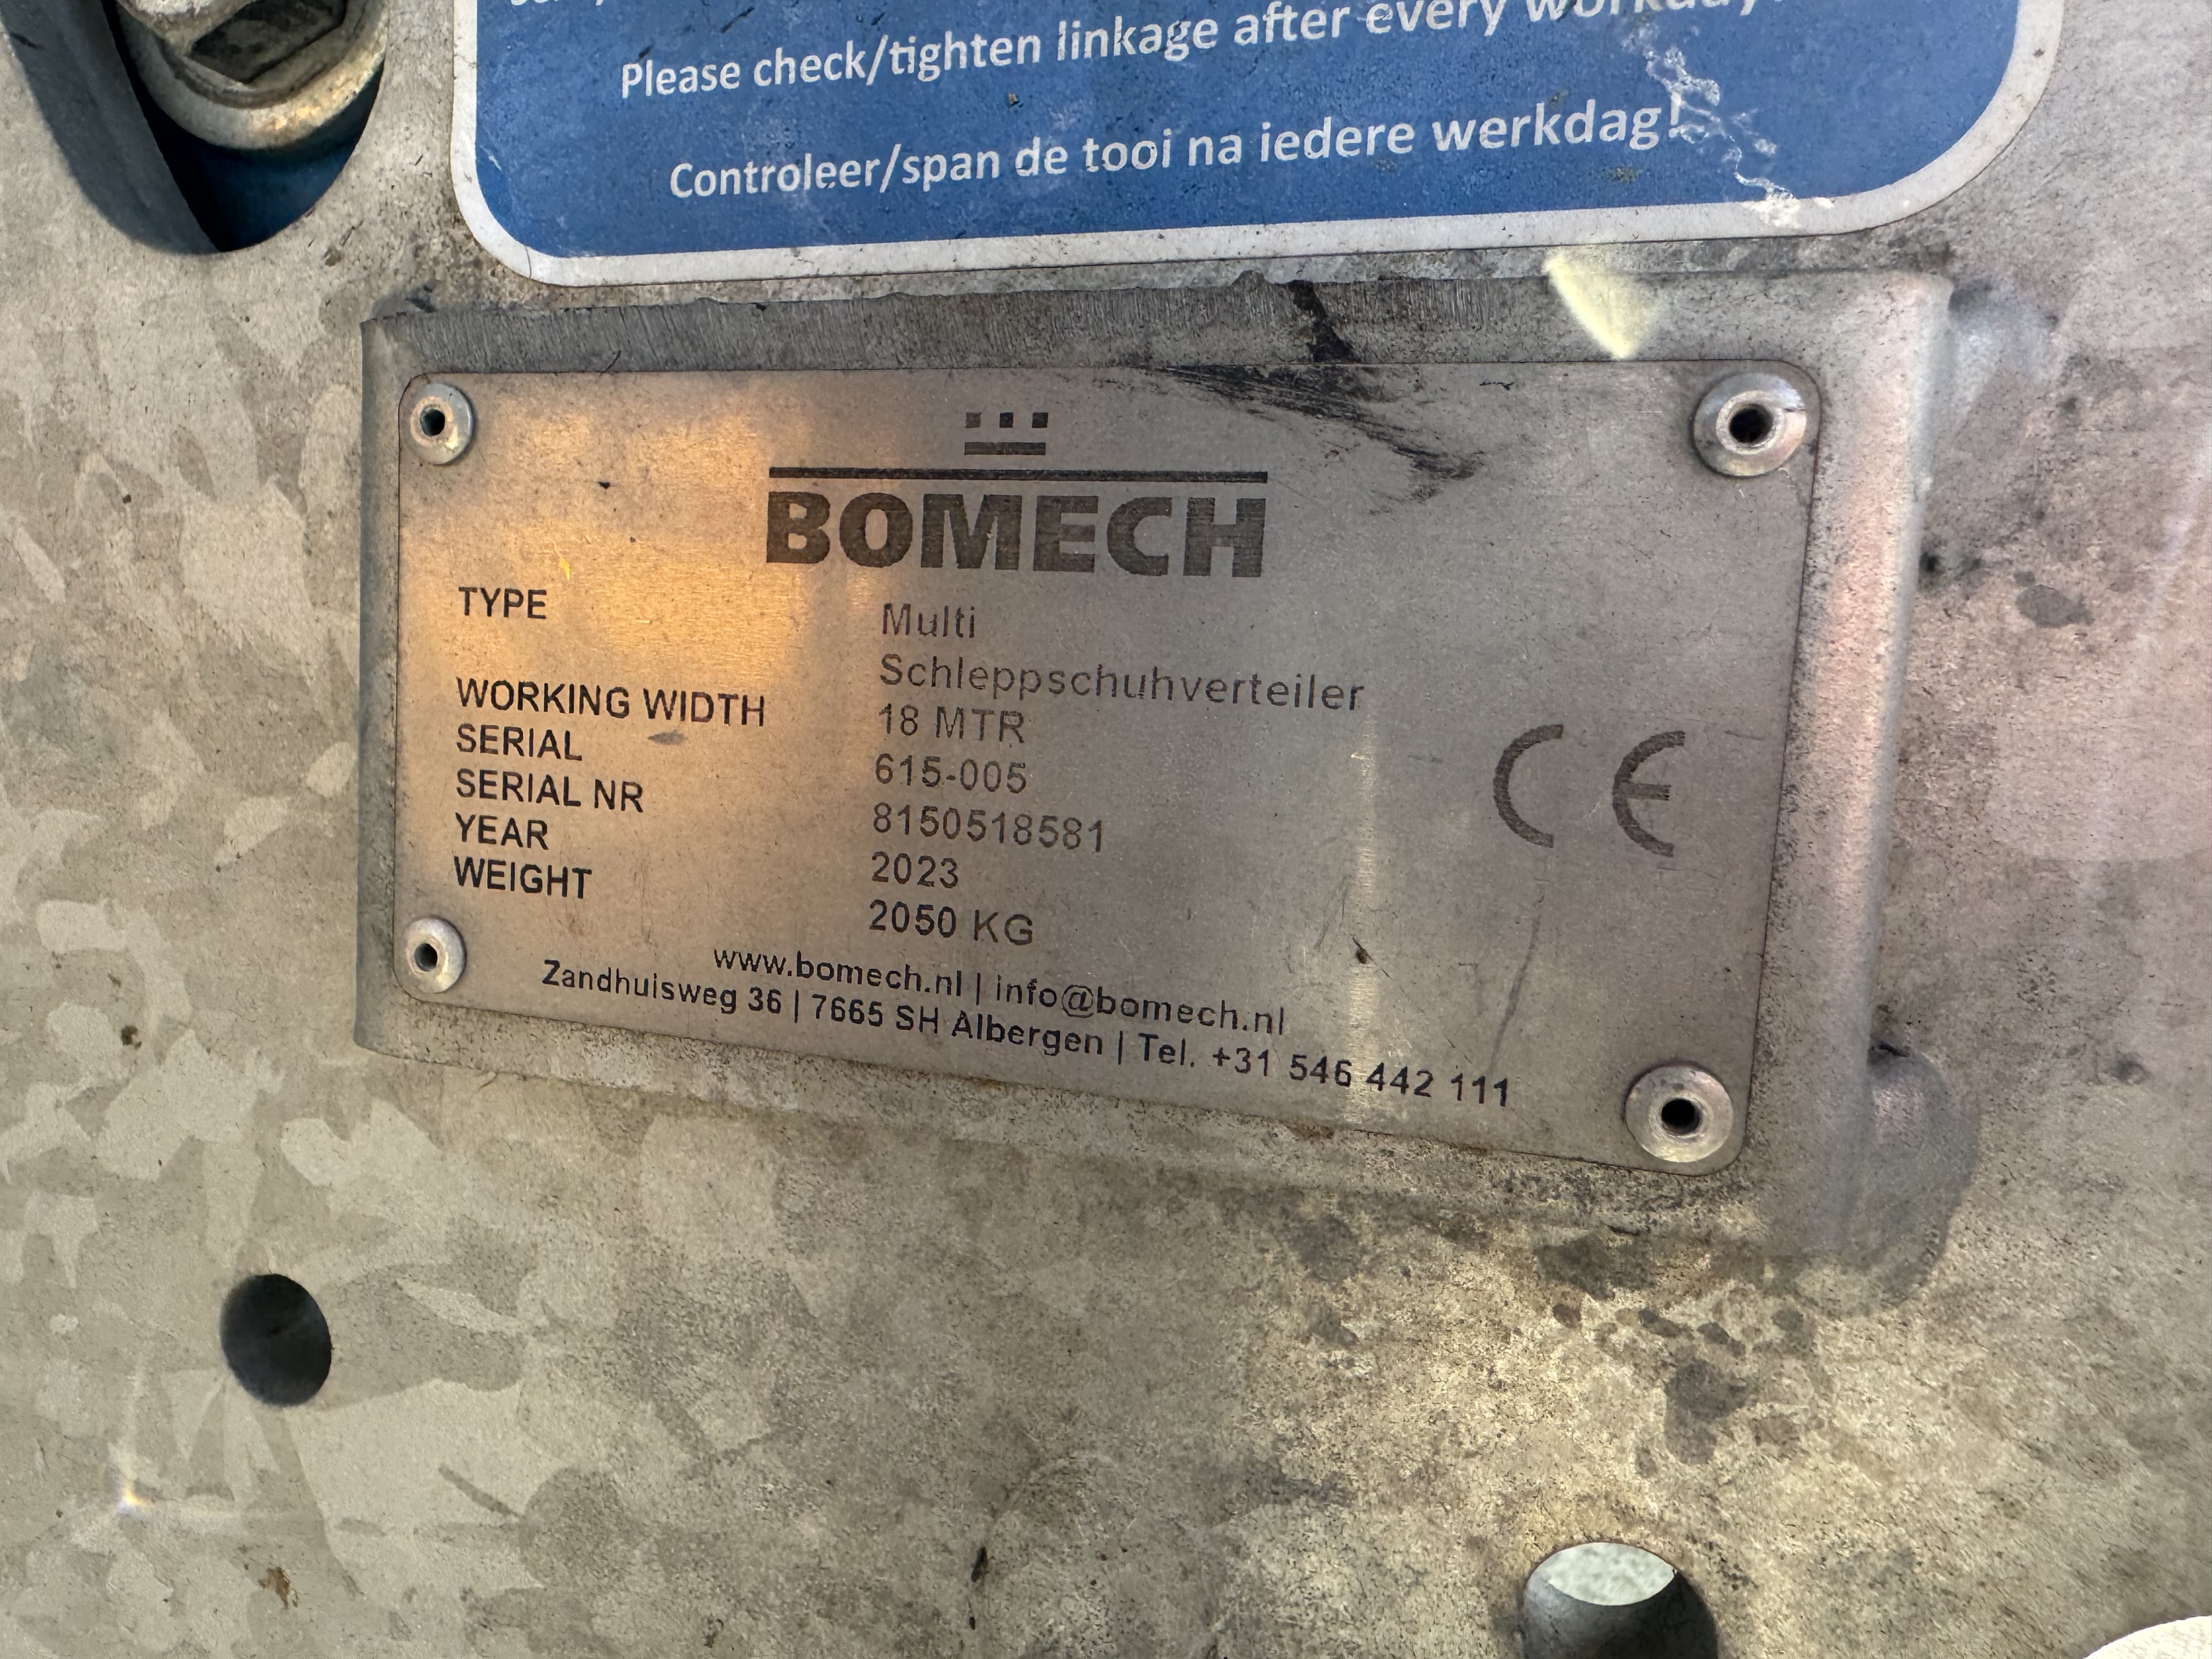 Please check/tighten linkage after every workday!
Controleer/span de tooi na iedere werkdag!
BOMECH
TYPE Multi
Schleppschuhverteiler
WORKING WIDTH 18 MTR
SERIAL 615-005
SERIAL NR 8150518581
YEAR 2023
WEIGHT 2050 KG
CE
www.bomech.nl | info@bomech.nl
Zandhuisweg 36 | 7665 SH Albergen | Tel. +31 546 442 111